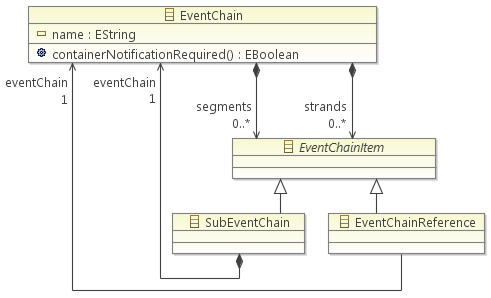 EventChain
name : EString
containerNotificationRequired() : EBoolean
eventChain
1
eventChain
1
segments
0..*
strands
0..*
EventChainItem
SubEventChain
EventChainReference